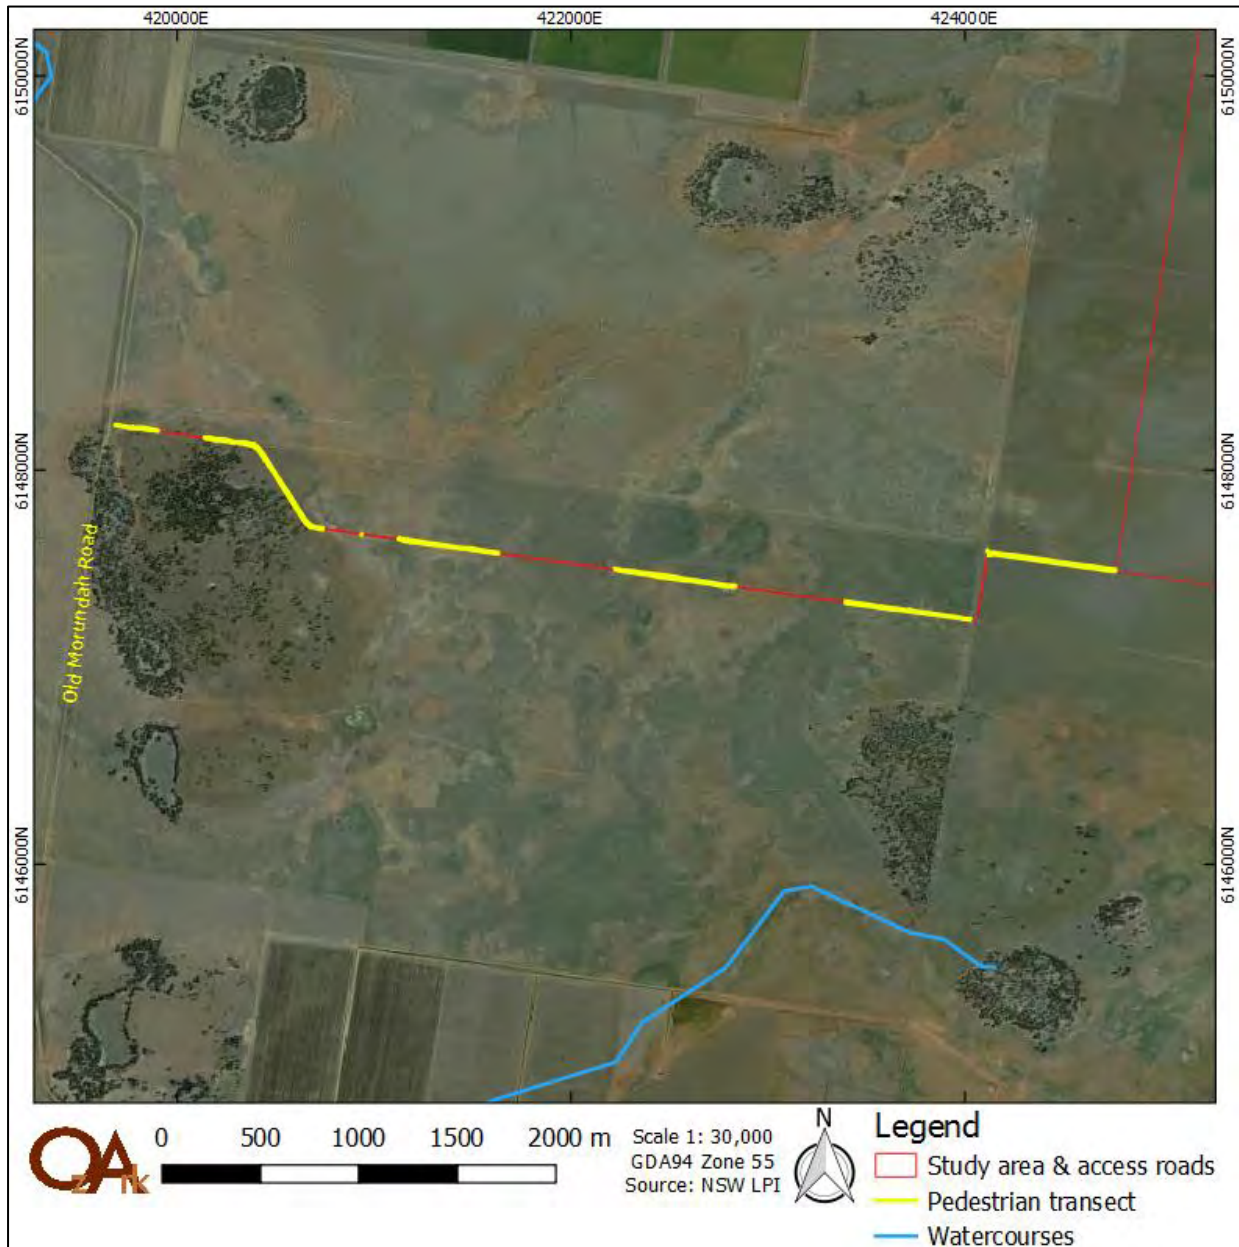 420000E 422000E 424000E
6150000N 6150000N
6148000N 6148000N
Old Morundah Road
6146000N 6146000N
OzArk
0 500 1000 1500 2000 m
Scale 1: 30,000
GDA94 Zone 55
Source: NSW LPI
N
Legend
Study area & access roads
Pedestrian transect
Watercourses